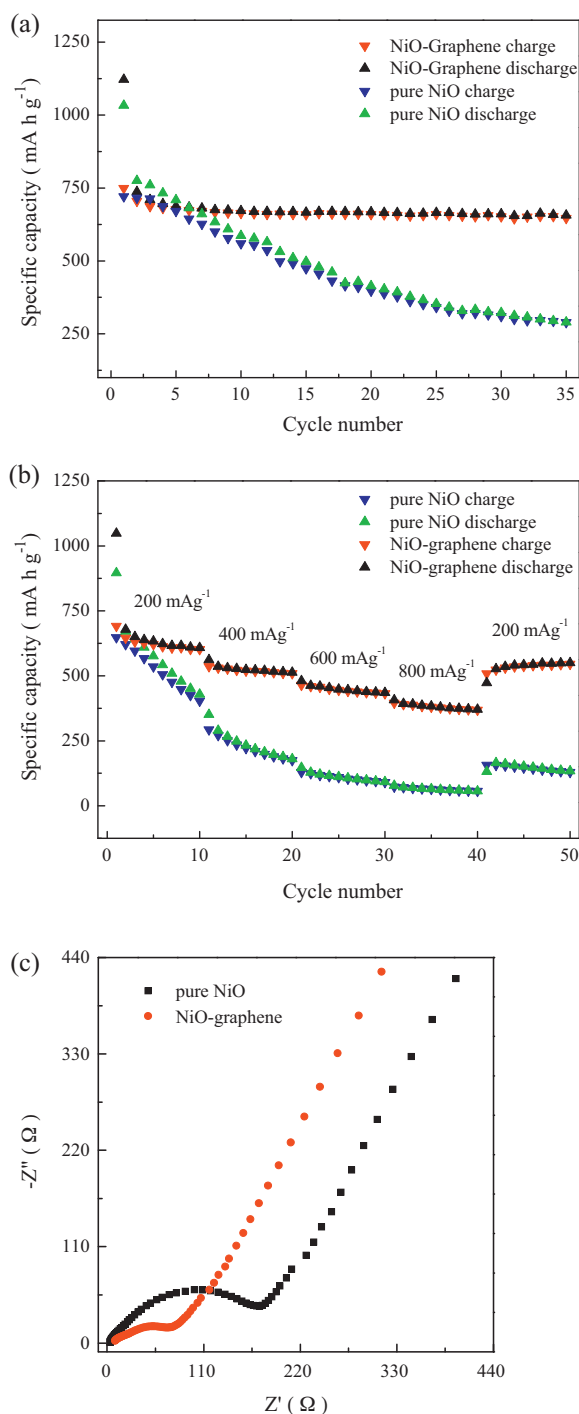 (a)
1250
1000
750
500
250
Specific capacity ( mA h g⁻¹)
NiO-Graphene charge
NiO-Graphene discharge
pure NiO charge
pure NiO discharge
0 5 10 15 20 25 30 35
Cycle number
(b)
1250
1000
750
500
250
0
Specific capacity ( mA h g⁻¹)
pure NiO charge
pure NiO discharge
NiO-graphene charge
NiO-graphene discharge
200 mAg⁻¹
400 mAg⁻¹
600 mAg⁻¹
800 mAg⁻¹
200 mAg⁻¹
0 10 20 30 40 50
Cycle number
(c)
440
330
220
110
0
-Z'' ( Ω )
pure NiO
NiO-graphene
0 110 220 330 440
Z' ( Ω )